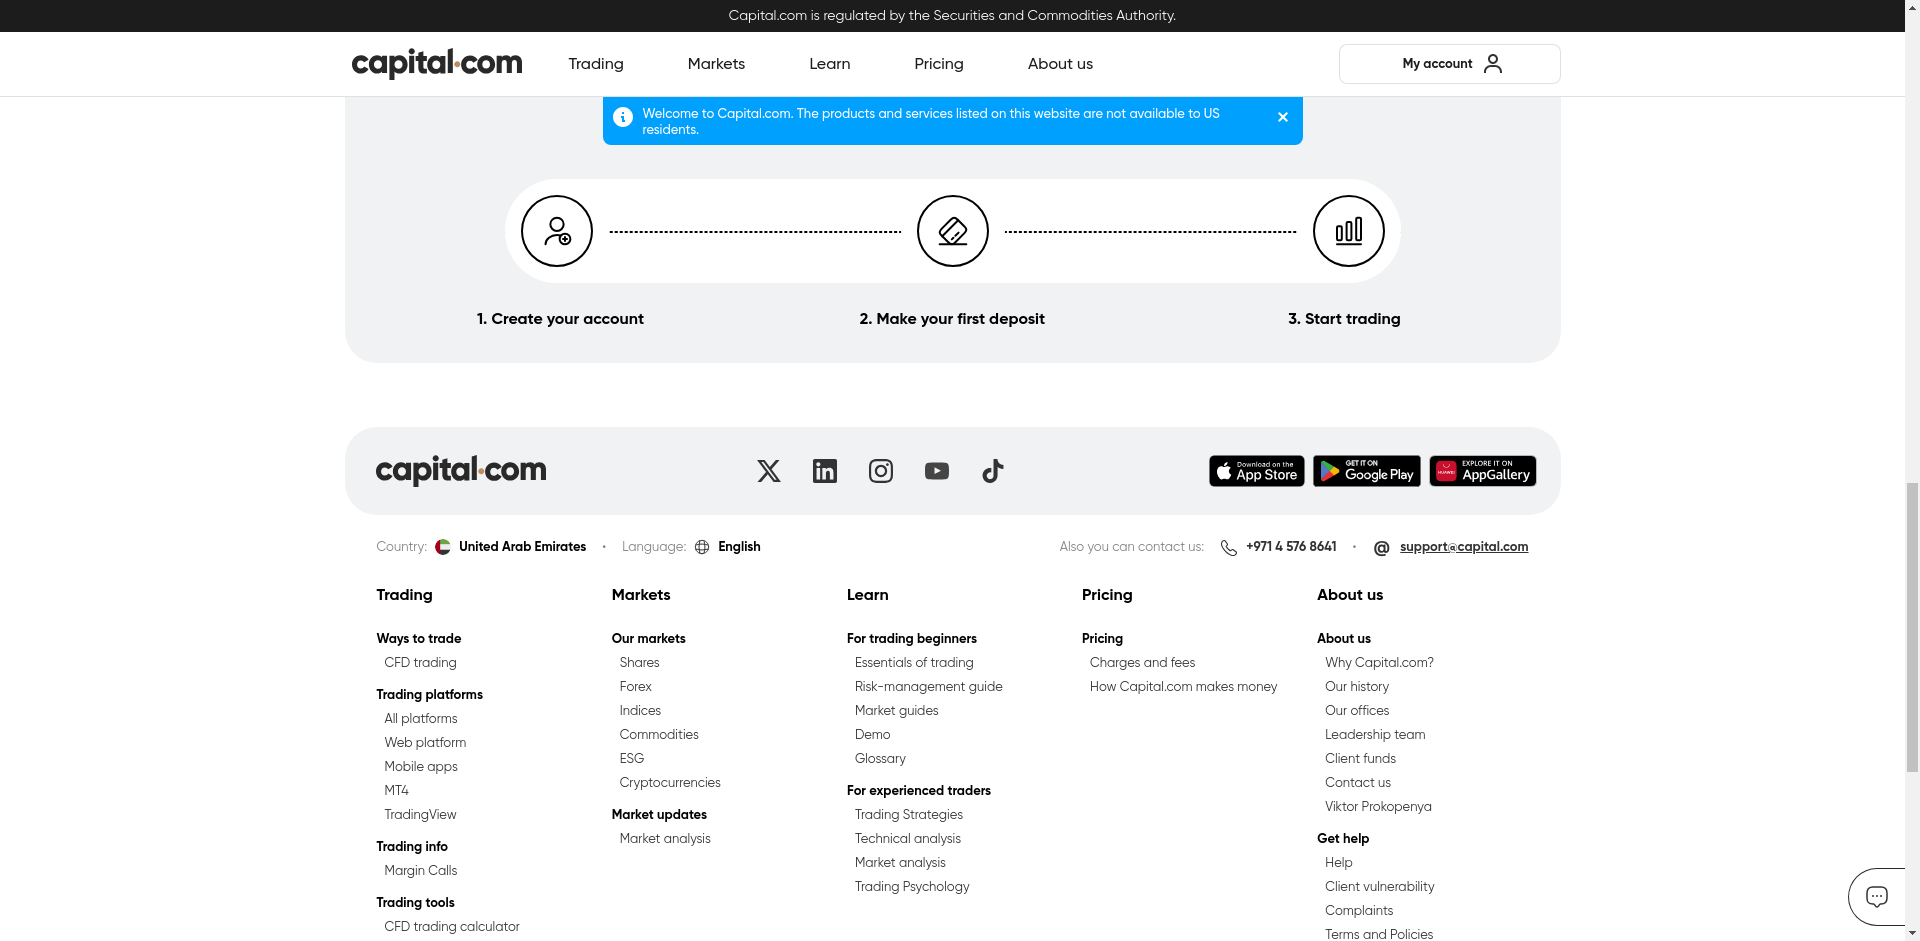 Capital.com is regulated by the Securities and Commodities Authority.
capital.com
Trading
Markets
Learn
Pricing
About us
My account
Welcome to Capital.com. The products and services listed on this website are not available to US
residents.
1. Create your account
2. Make your first deposit
3. Start trading
capital.com
Download on the
App Store
GET IT ON
Google Play
HUAWEI
EXPLORE IT ON
AppGallery
Country: United Arab Emirates • Language: English
Also you can contact us: +971 4 576 8641 • @ support@capital.com
Trading
Ways to trade
CFD trading
Trading platforms
All platforms
Web platform
Mobile apps
MT4
TradingView
Trading info
Margin Calls
Trading tools
CFD trading calculator
Markets
Our markets
Shares
Forex
Indices
Commodities
ESG
Cryptocurrencies
Market updates
Market analysis
Learn
For trading beginners
Essentials of trading
Risk-management guide
Market guides
Demo
Glossary
For experienced traders
Trading Strategies
Technical analysis
Market analysis
Trading Psychology
Pricing
Pricing
Charges and fees
How Capital.com makes money
About us
About us
Why Capital.com?
Our history
Our offices
Leadership team
Client funds
Contact us
Viktor Prokopenya
Get help
Help
Client vulnerability
Complaints
Terms and Policies